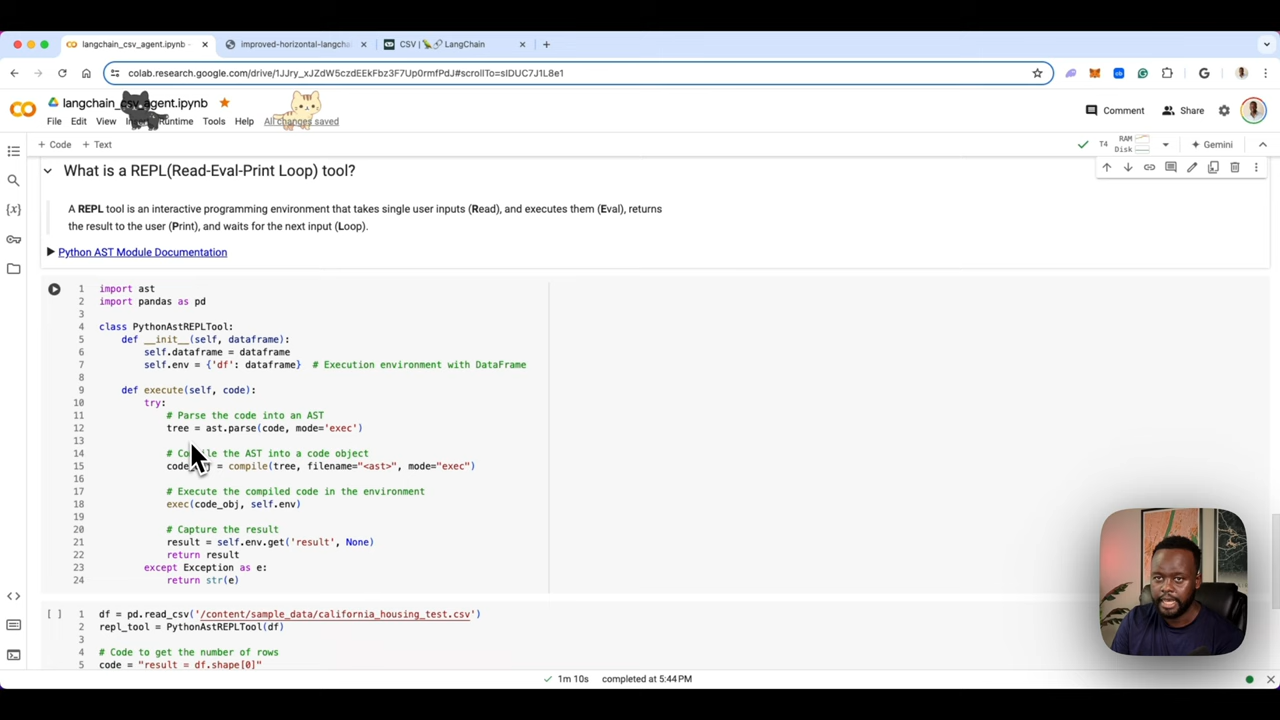 langchain_csv_agent.ipynb -
improved-horizontal-langcha
CSV | 🦜️🔗 LangChain
colab.research.google.com/drive/1JJry_xJZdW5czdEEkFbz3F7Up0rmfPdJ#scrollTo=sIDUC7J1L8e1
langchain_csv_agent.ipynb
Comment
Share
File Edit View Insert Runtime Tools Help All changes saved
+ Code + Text
T4 RAM Disk
Gemini
What is a REPL(Read-Eval-Print Loop) tool?
A REPL tool is an interactive programming environment that takes single user inputs (Read), and executes them (Eval), returns
the result to the user (Print), and waits for the next input (Loop).
Python AST Module Documentation
1 import ast
2 import pandas as pd
3
4 class PythonAstREPLTool:
5 def __init__(self, dataframe):
6 self.dataframe = dataframe
7 self.env = {'df': dataframe} # Execution environment with DataFrame
8
9 def execute(self, code):
10 try:
11 # Parse the code into an AST
12 tree = ast.parse(code, mode='exec')
13
14 # Compile the AST into a code object
15 code = compile(tree, filename="<ast>", mode="exec")
16
17 # Execute the compiled code in the environment
18 exec(code_obj, self.env)
19
20 # Capture the result
21 result = self.env.get('result', None)
22 return result
23 except Exception as e:
24 return str(e)
[ ] 1 df = pd.read_csv('/content/sample_data/california_housing_test.csv')
2 repl_tool = PythonAstREPLTool(df)
3
4 # Code to get the number of rows
5 code = "result = df.shape[0]"
1m 10s completed at 5:44PM